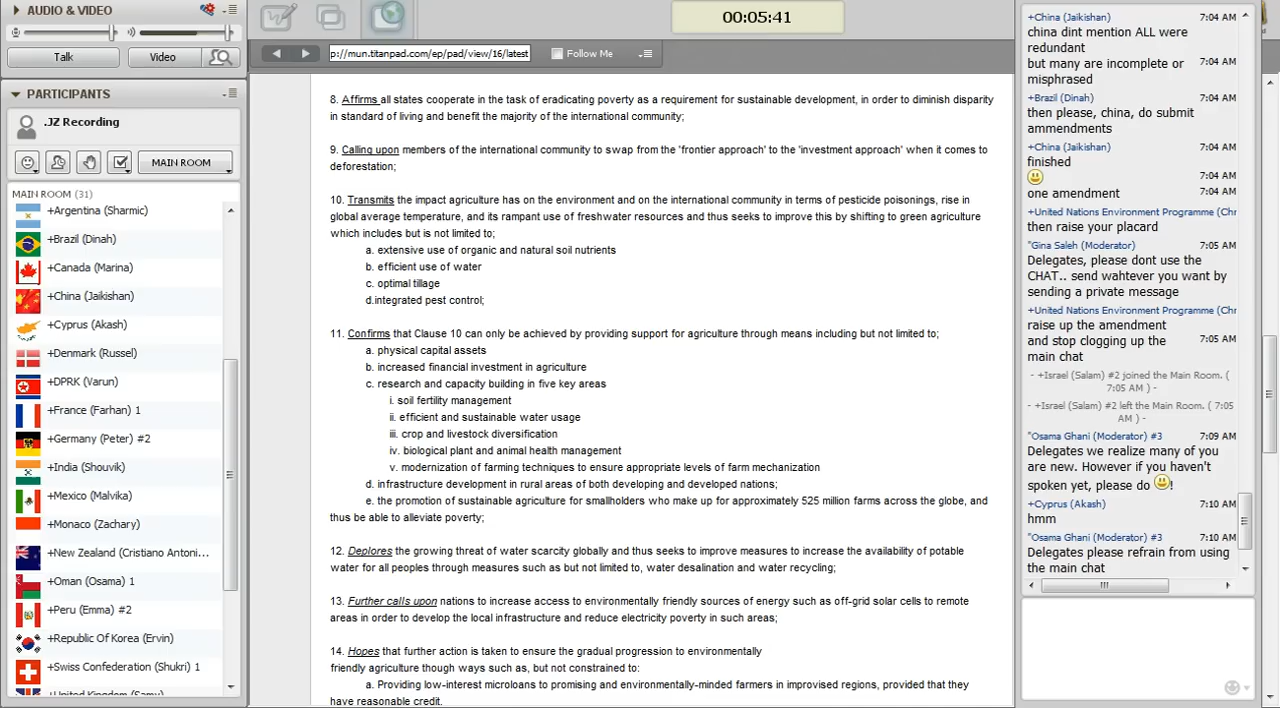 AUDIO & VIDEO
Talk
Video
PARTICIPANTS
.JZ Recording
MAIN ROOM
MAIN ROOM (31)
+Argentina (Sharmic)
+Brazil (Dinah)
+Canada (Marina)
+China (Jaikishan)
+Cyprus (Akash)
+Denmark (Russel)
+DPRK (Varun)
+France (Farhan) 1
+Germany (Peter) #2
+India (Shouvik)
+Mexico (Malvika)
+Monaco (Zachary)
+New Zealand (Cristiano Antoni...
+Oman (Osama) 1
+Peru (Emma) #2
+Republic Of Korea (Ervin)
+Swiss Confederation (Shukri) 1
+United Kingdom (Samy)
00:05:41
p://mun.titanpad.com/ep/pad/view/16/latest
Follow Me
8. Affirms all states cooperate in the task of eradicating poverty as a requirement for sustainable development, in order to diminish disparity
in standard of living and benefit the majority of the international community;
9. Calling upon members of the international community to swap from the 'frontier approach' to the 'investment approach' when it comes to
deforestation;
10. Transmits the impact agriculture has on the environment and on the international community in terms of pesticide poisonings, rise in
global average temperature, and its rampant use of freshwater resources and thus seeks to improve this by shifting to green agriculture
which includes but is not limited to;
a. extensive use of organic and natural soil nutrients
b. efficient use of water
c. optimal tillage
d.integrated pest control;
11. Confirms that Clause 10 can only be achieved by providing support for agriculture through means including but not limited to;
a. physical capital assets
b. increased financial investment in agriculture
c. research and capacity building in five key areas
i. soil fertility management
ii. efficient and sustainable water usage
iii. crop and livestock diversification
iv. biological plant and animal health management
v. modernization of farming techniques to ensure appropriate levels of farm mechanization
d. infrastructure development in rural areas of both developing and developed nations;
e. the promotion of sustainable agriculture for smallholders who make up for approximately 525 million farms across the globe, and
thus be able to alleviate poverty;
12. Deplores the growing threat of water scarcity globally and thus seeks to improve measures to increase the availability of potable
water for all peoples through measures such as but not limited to, water desalination and water recycling;
13. Further calls upon nations to increase access to environmentally friendly sources of energy such as off-grid solar cells to remote
areas in order to develop the local infrastructure and reduce electricity poverty in such areas;
14. Hopes that further action is taken to ensure the gradual progression to environmentally
friendly agriculture though ways such as, but not constrained to:
a. Providing low-interest microloans to promising and environmentally-minded farmers in improvised regions, provided that they
have reasonable credit.
+China (Jaikishan) 7:04 AM
china dint mention ALL were
redundant
but many are incomplete or 7:04 AM
misphrased
+Brazil (Dinah) 7:04 AM
then please, china, do submit
ammendments
+China (Jaikishan) 7:04 AM
finished
7:04 AM
one amendment 7:04 AM
+United Nations Environment Programme (Chr
then raise your placard
*Gina Saleh (Moderator) 7:05 AM
Delegates, please dont use the
CHAT.. send wahtever you want by
sending a private message
+United Nations Environment Programme (Chr
raise up the amendment
and stop clogging up the 7:05 AM
main chat
- +Israel (Salam) #2 joined the Main Room. (
7:05 AM ) -
- +Israel (Salam) #2 left the Main Room. ( 7:05
AM ) -
*Osama Ghani (Moderator) #3 7:09 AM
Delegates we realize many of you
are new. However if you haven't
spoken yet, please do !
+Cyprus (Akash) 7:10 AM
hmm
*Osama Ghani (Moderator) #3 7:10 AM
Delegates please refrain from using
the main chat